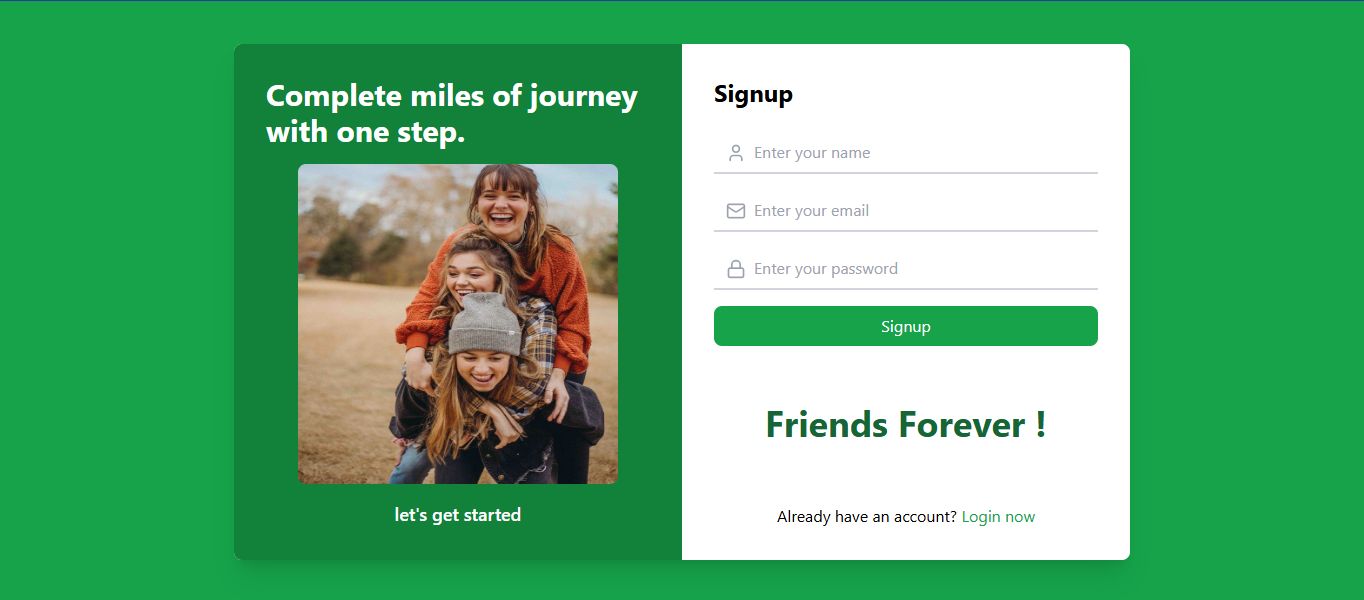 Complete miles of journey
with one step.
let's get started
Signup
Enter your name
Enter your email
Enter your password
Signup
Friends Forever !
Already have an account? Login now